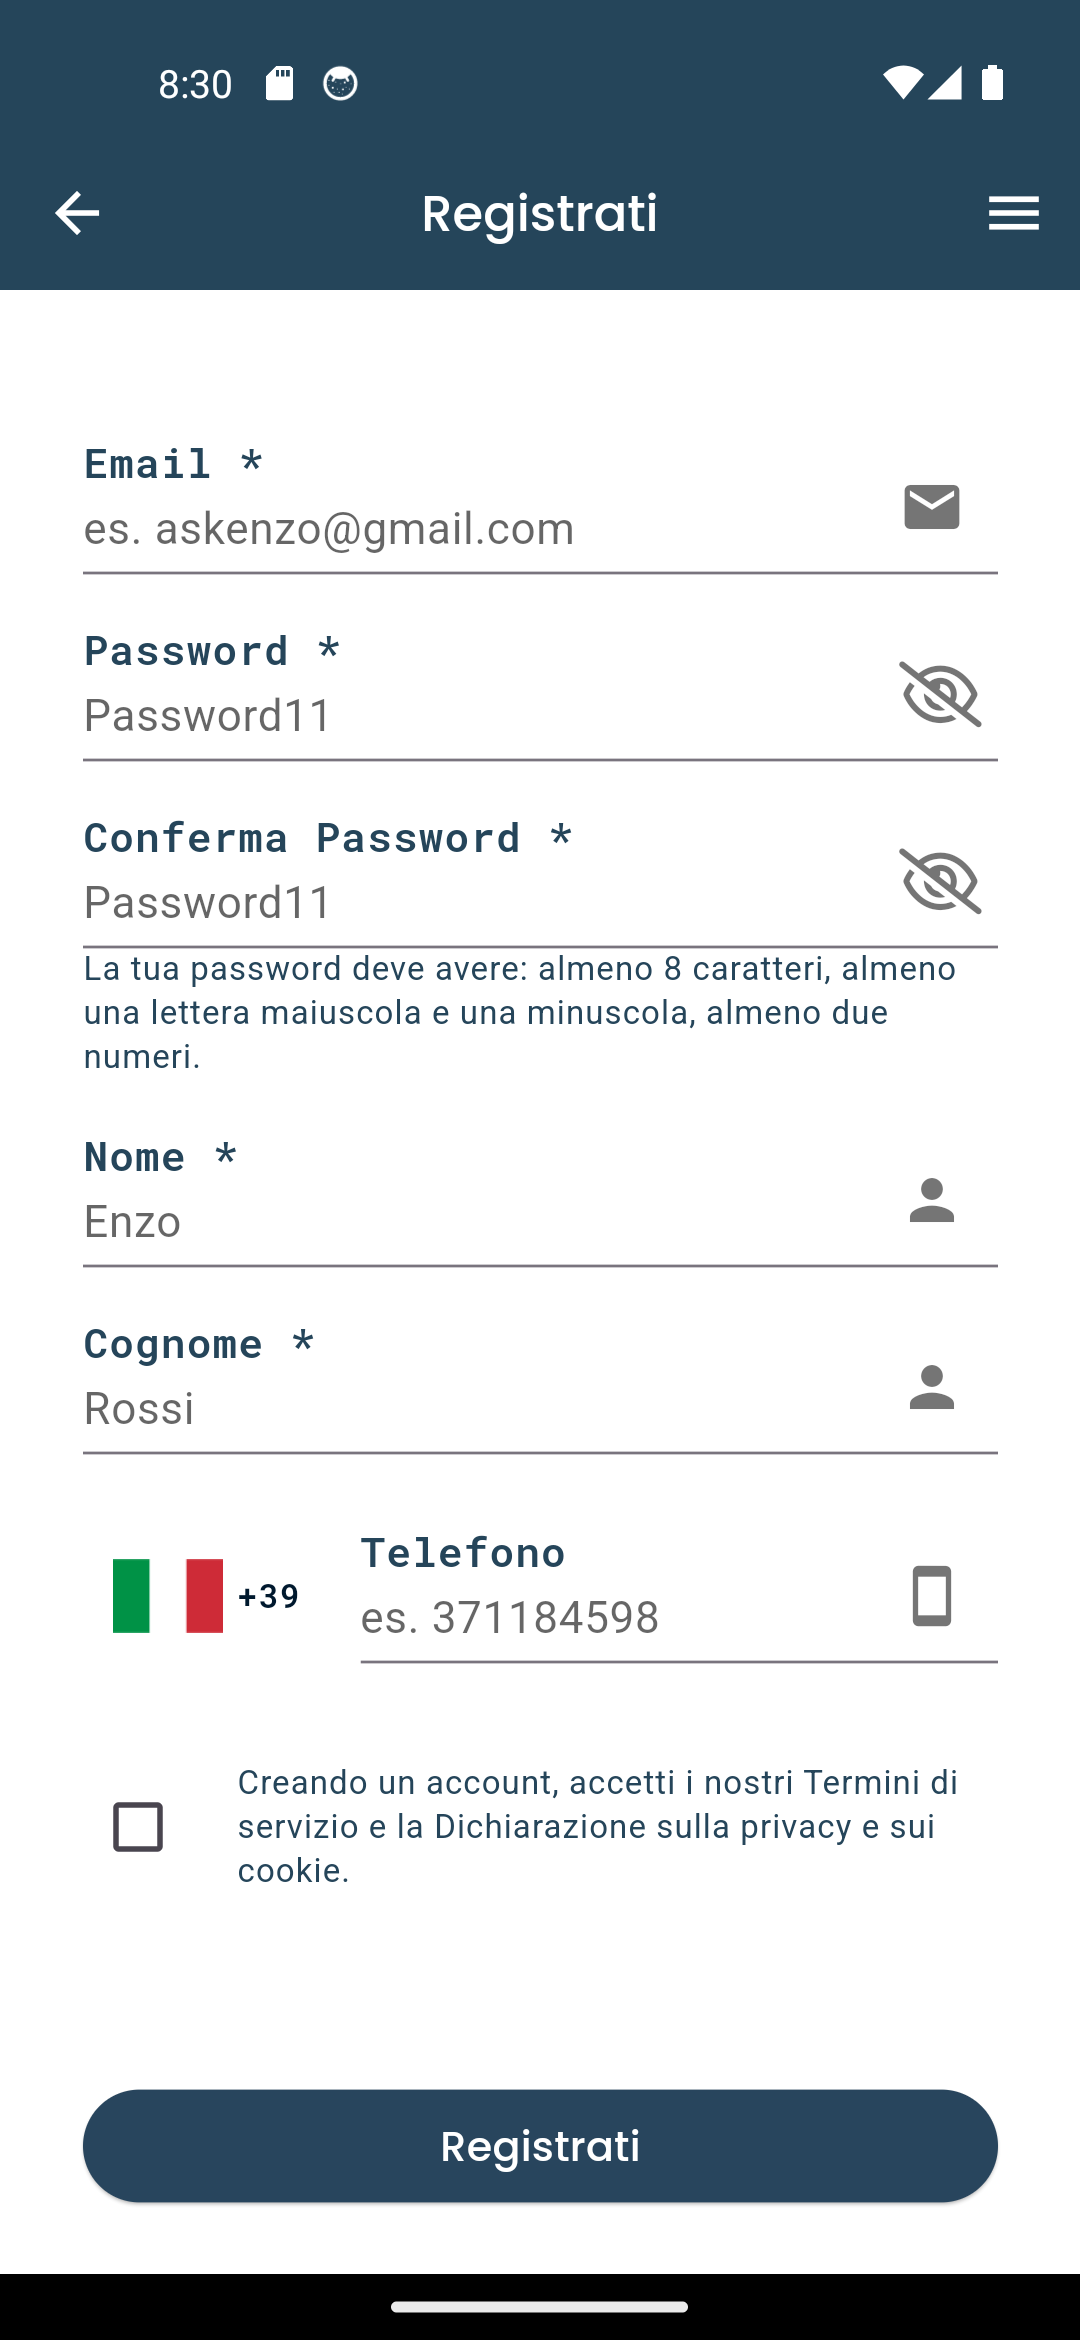 8:30
Registrati
Email *
es. askenzo@gmail.com
Password *
Password11
Conferma Password *
Password11
La tua password deve avere: almeno 8 caratteri, almeno
una lettera maiuscola e una minuscola, almeno due
numeri.
Nome *
Enzo
Cognome *
Rossi
Telefono
+39
es. 371184598
Creando un account, accetti i nostri Termini di
servizio e la Dichiarazione sulla privacy e sui
cookie.
Registrati